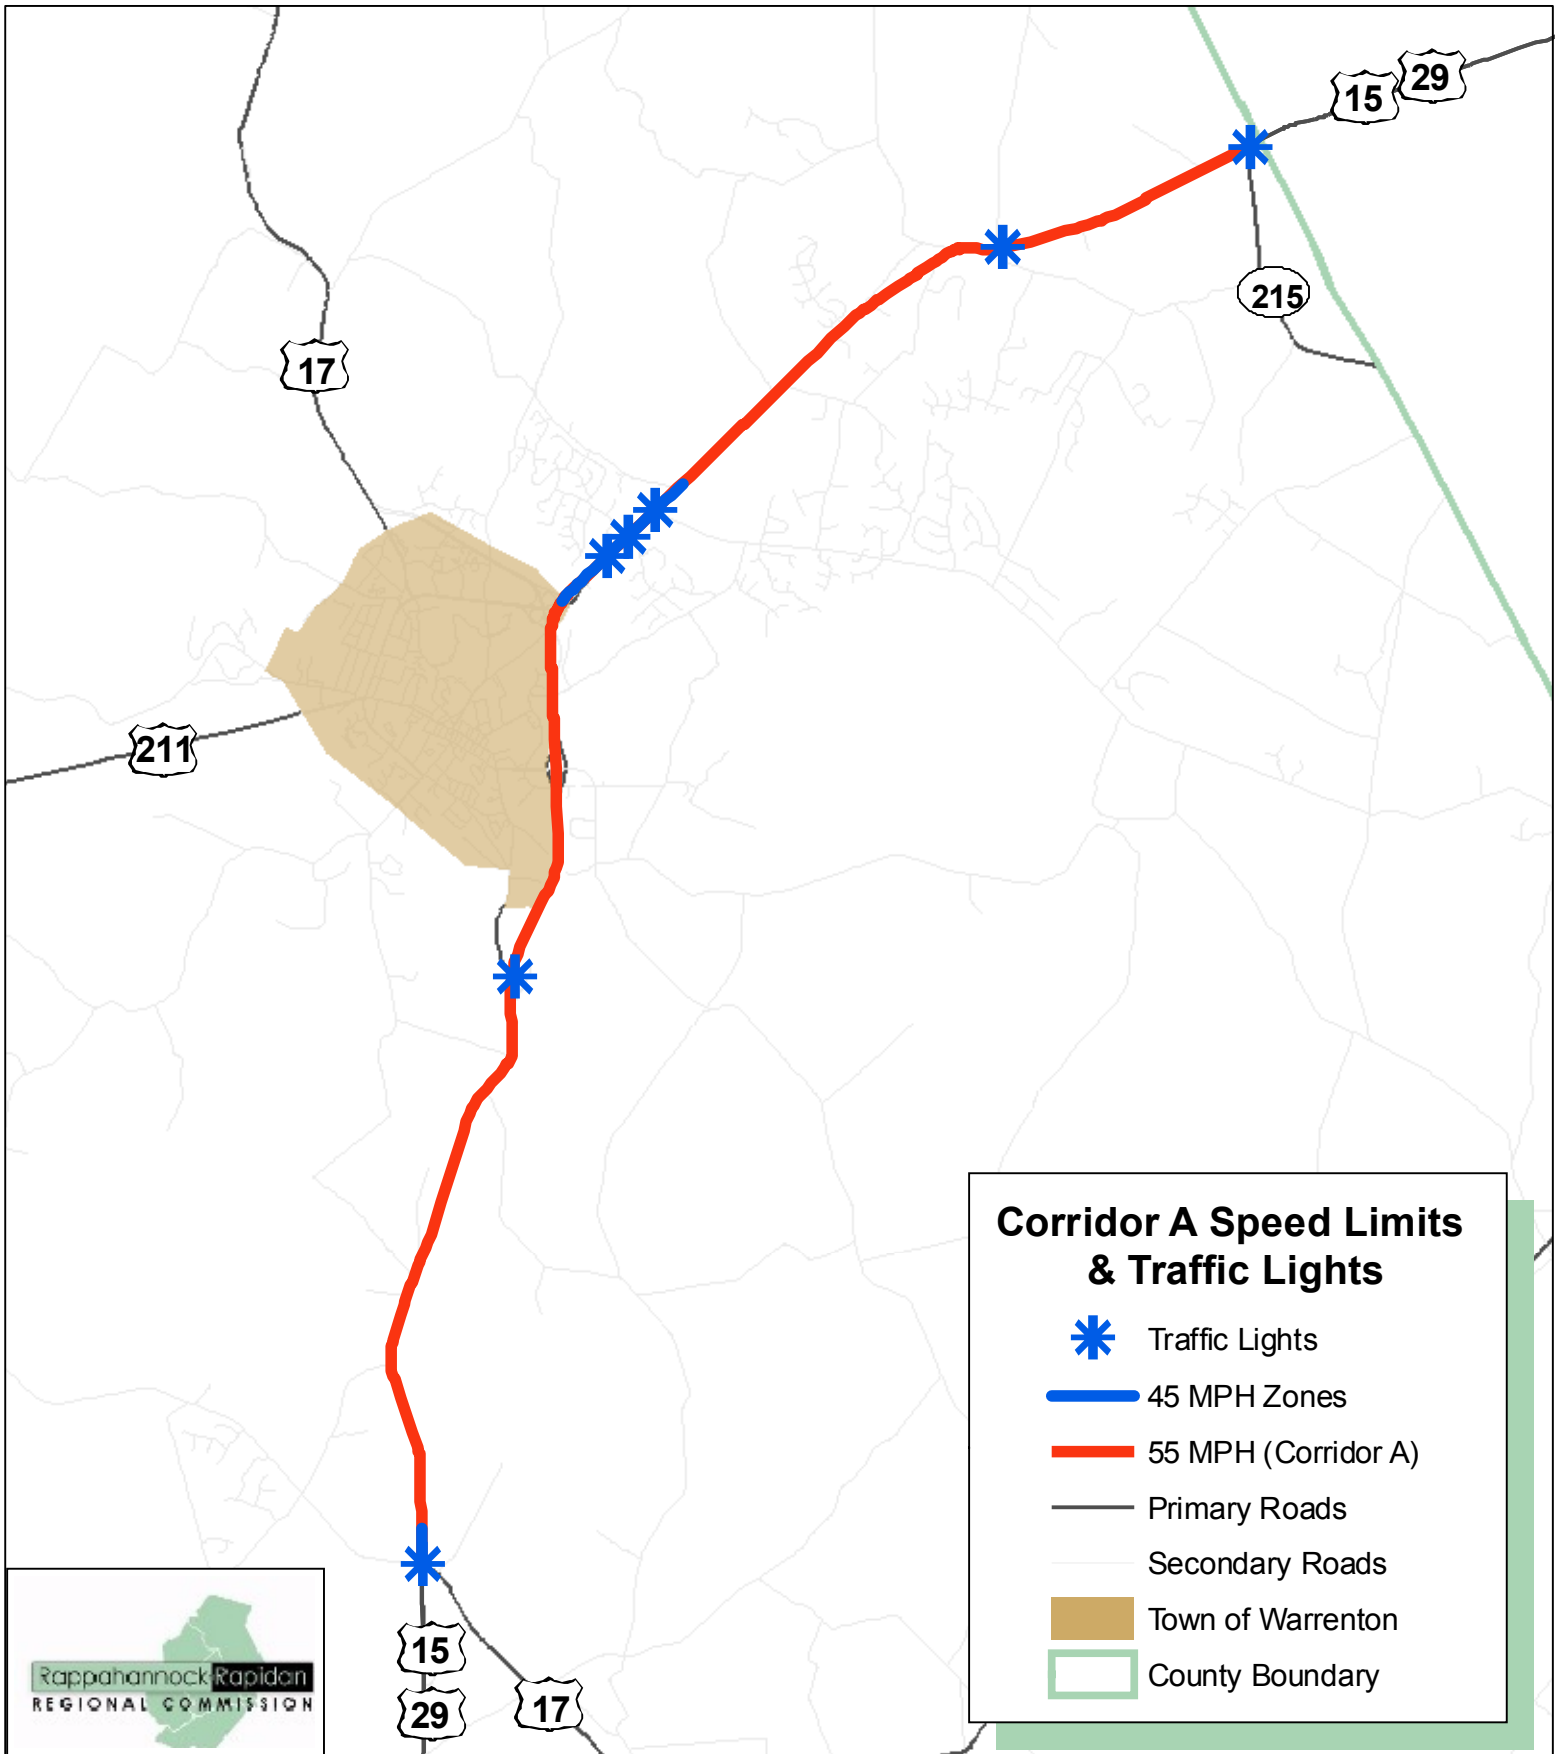 29
15
215
17
211
Corridor A Speed Limits
& Traffic Lights
Traffic Lights
45 MPH Zones
55 MPH (Corridor A)
Primary Roads
Secondary Roads
Town of Warrenton
County Boundary
15
29
17
Rappahannock Rapidan
REGIONAL COMMISSION